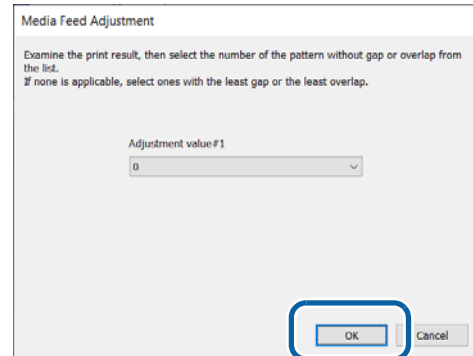 Media Feed Adjustment
Examine the print result, then select the number of the pattern without gap or overlap from
the list.
If none is applicable, select ones with the least gap or the least overlap.
Adjustment value#1
0
OK Cancel